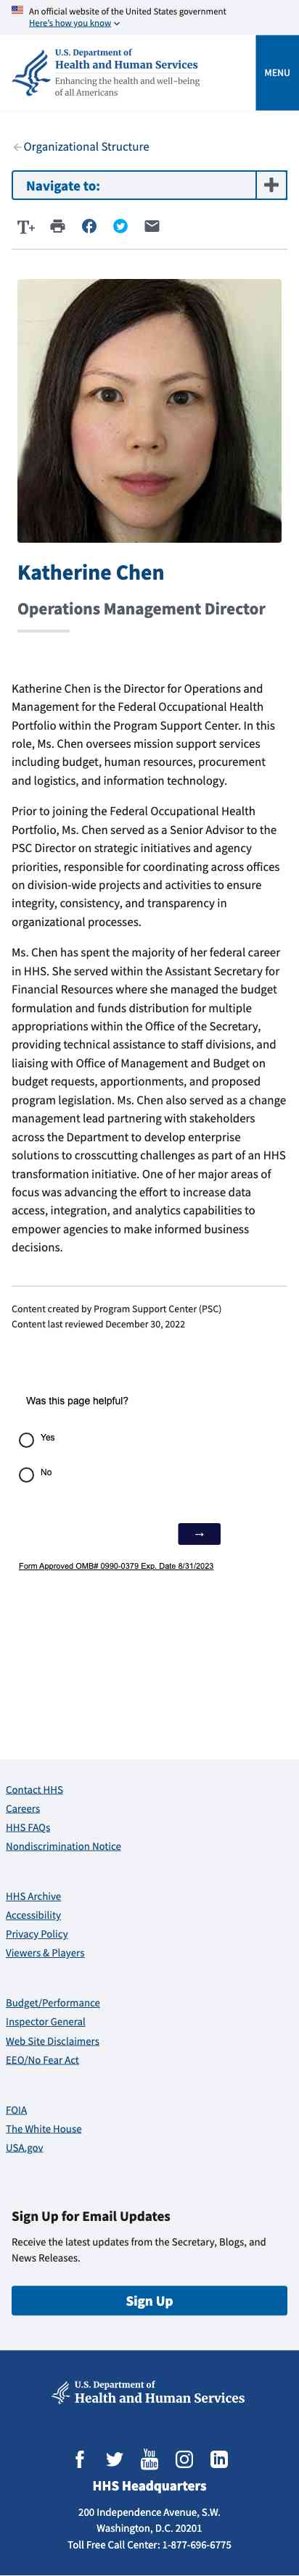 An official website of the United States government
Here's how you know
U.S. Department of
Health and Human Services
Enhancing the health and well-being
of all Americans
MENU
Organizational Structure
Navigate to:
T+
Katherine Chen
Operations Management Director
Katherine Chen is the Director for Operations and
Management for the Federal Occupational Health
Portfolio within the Program Support Center. In this
role, Ms. Chen oversees mission support services
including budget, human resources, procurement
and logistics, and information technology.
Prior to joining the Federal Occupational Health
Portfolio, Ms. Chen served as a Senior Advisor to the
PSC Director on strategic initiatives and agency
priorities, responsible for coordinating across offices
on division-wide projects and activities to ensure
integrity, consistency, and transparency in
organizational processes.
Ms. Chen has spent the majority of her federal career
in HHS. She served within the Assistant Secretary for
Financial Resources where she managed the budget
formulation and funds distribution for multiple
appropriations within the Office of the Secretary,
providing technical assistance to staff divisions, and
liaising with Office of Management and Budget on
budget requests, apportionments, and proposed
program legislation. Ms. Chen also served as a change
management lead partnering with stakeholders
across the Department to develop enterprise
solutions to crosscutting challenges as part of an HHS
transformation initiative. One of her major areas of
focus was advancing the effort to increase data
access, integration, and analytics capabilities to
empower agencies to make informed business
decisions.
Content created by Program Support Center (PSC)
Content last reviewed December 30, 2022
Was this page helpful?
Yes
No
→
Form Approved OMB# 0990-0379 Exp. Date 8/31/2023
Contact HHS
Careers
HHS FAQs
Nondiscrimination Notice
HHS Archive
Accessibility
Privacy Policy
Viewers & Players
Budget/Performance
Inspector General
Web Site Disclaimers
EEO/No Fear Act
FOIA
The White House
USA.gov
Sign Up for Email Updates
Receive the latest updates from the Secretary, Blogs, and
News Releases.
Sign Up
U.S. Department of
Health and Human Services
You
Tube
HHS Headquarters
200 Independence Avenue, S.W.
Washington, D.C. 20201
Toll Free Call Center: 1-877-696-6775